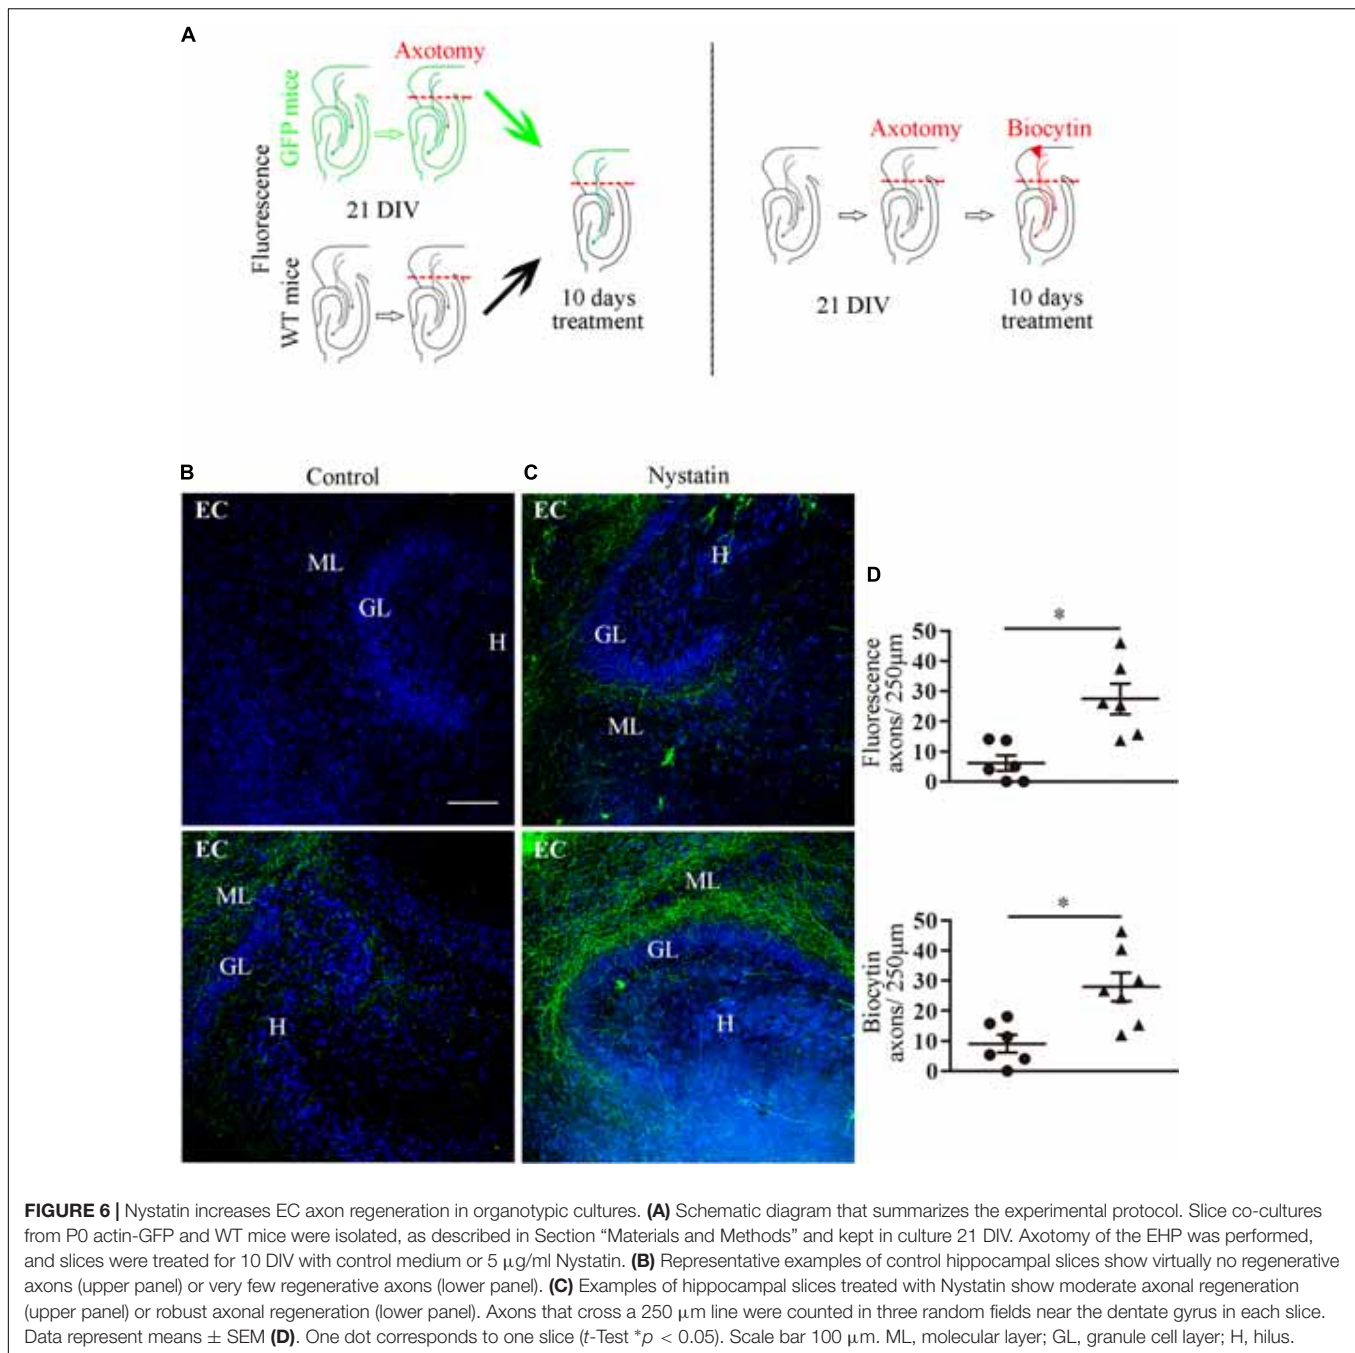 A
Axotomy
GFP mice
Fluorescence
21 DIV
WT mice
10 days
treatment
Axotomy
Biocytin
21 DIV
10 days
treatment
B
Control
C
Nystatin
EC
ML
GL
H
EC
H
GL
ML
EC
ML
GL
H
EC
ML
GL
H
D
*
Fluorescence
axons/ 250µm
50
40
30
20
10
0
*
Biocytin
axons/ 250µm
50
40
30
20
10
0
FIGURE 6 | Nystatin increases EC axon regeneration in organotypic cultures. (A) Schematic diagram that summarizes the experimental protocol. Slice co-cultures
from P0 actin-GFP and WT mice were isolated, as described in Section “Materials and Methods” and kept in culture 21 DIV. Axotomy of the EHP was performed,
and slices were treated for 10 DIV with control medium or 5 µg/ml Nystatin. (B) Representative examples of control hippocampal slices show virtually no regenerative
axons (upper panel) or very few regenerative axons (lower panel). (C) Examples of hippocampal slices treated with Nystatin show moderate axonal regeneration
(upper panel) or robust axonal regeneration (lower panel). Axons that cross a 250 µm line were counted in three random fields near the dentate gyrus in each slice.
Data represent means ± SEM (D). One dot corresponds to one slice (t-Test *p < 0.05). Scale bar 100 µm. ML, molecular layer; GL, granule cell layer; H, hilus.